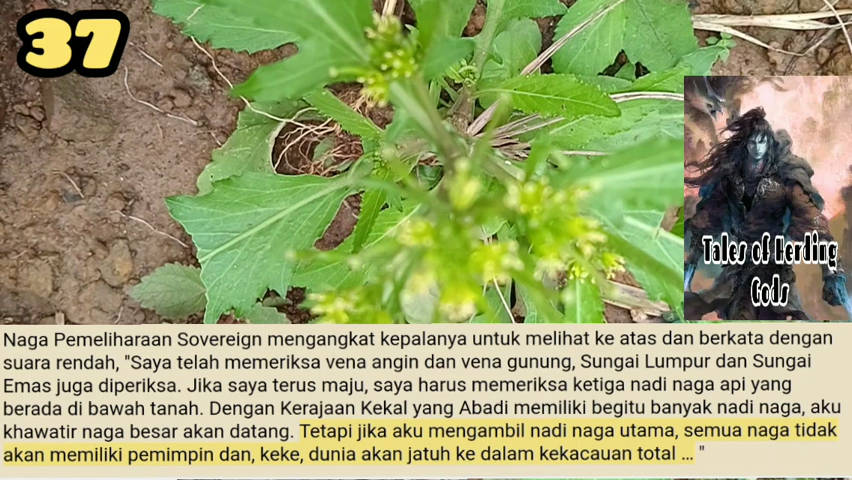 37
Tales of Herding
Gods
Naga Pemeliharaan Sovereign mengangkat kepalanya untuk melihat ke atas dan berkata dengan
suara rendah, "Saya telah memeriksa vena angin dan vena gunung, Sungai Lumpur dan Sungai
Emas juga diperiksa. Jika saya terus maju, saya harus memeriksa ketiga nadi naga api yang
berada di bawah tanah. Dengan Kerajaan Kekal yang Abadi memiliki begitu banyak nadi naga, aku
khawatir naga besar akan datang. Tetapi jika aku mengambil nadi naga utama, semua naga tidak
akan memiliki pemimpin dan, keke, dunia akan jatuh ke dalam kekacauan total ... "